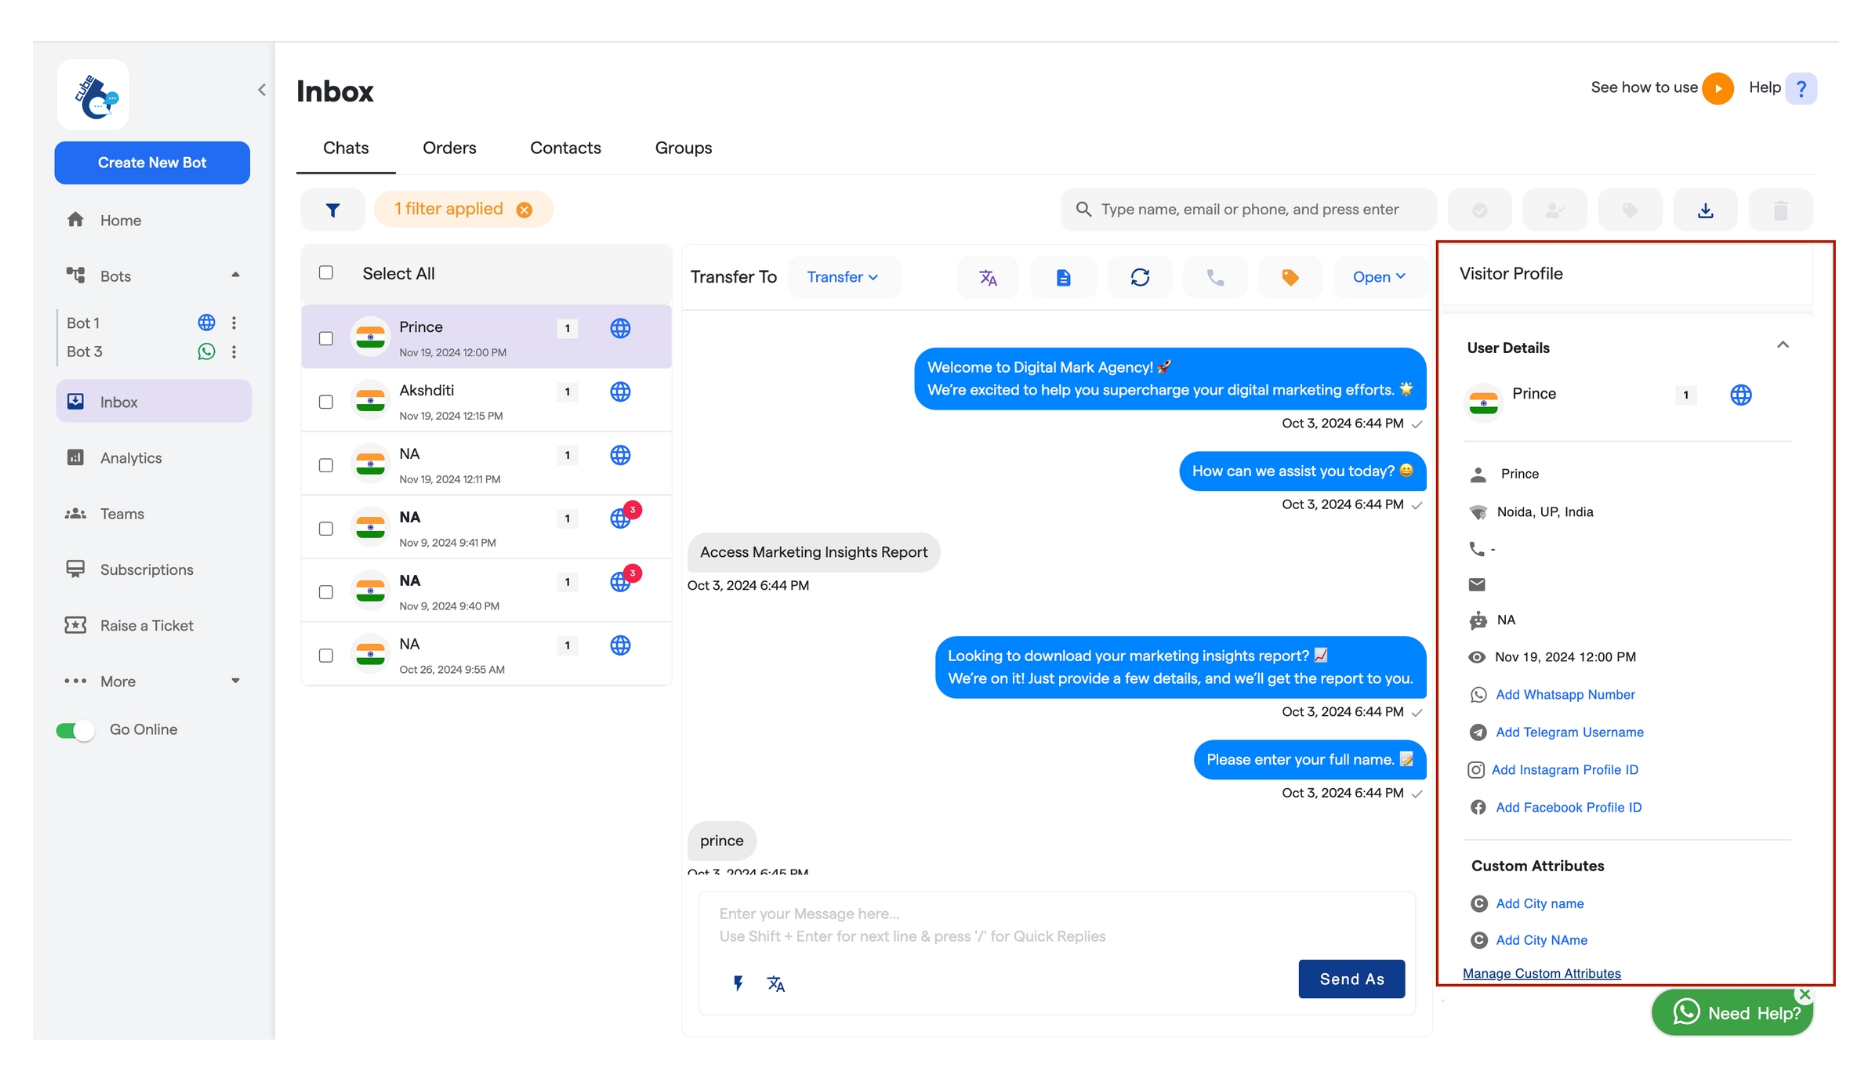 cube
Create New Bot
Home
Bots
Bot 1
Bot 3
Inbox
Analytics
Teams
Subscriptions
Raise a Ticket
More
Go Online
Inbox
See how to use
Help ?
Chats
Orders
Contacts
Groups
1 filter applied
Type name, email or phone, and press enter
Select All
Prince
1
Nov 19, 2024 12:00 PM
Akshditi
1
Nov 19, 2024 12:15 PM
NA
1
Nov 19, 2024 12:11 PM
NA
1
3
Nov 9, 2024 9:41 PM
NA
1
3
Nov 9, 2024 9:40 PM
NA
1
Oct 26, 2024 9:55 AM
Transfer To
Transfer
Open
Welcome to Digital Mark Agency! 🚀
We're excited to help you supercharge your digital marketing efforts. 🌟
Oct 3, 2024 6:44 PM
How can we assist you today? 😄
Oct 3, 2024 6:44 PM
Access Marketing Insights Report
Oct 3, 2024 6:44 PM
Looking to download your marketing insights report? 📈
We're on it! Just provide a few details, and we'll get the report to you.
Oct 3, 2024 6:44 PM
Please enter your full name. 📝
Oct 3, 2024 6:44 PM
prince
Oct 3, 2024 6:45 PM
Enter your Message here...
Use Shift + Enter for next line & press '/' for Quick Replies
Send As
Visitor Profile
User Details
Prince
1
Prince
Noida, UP, India
-
NA
Nov 19, 2024 12:00 PM
Add Whatsapp Number
Add Telegram Username
Add Instagram Profile ID
Add Facebook Profile ID
Custom Attributes
C Add City name
C Add City NAme
Manage Custom Attributes
Need Help?